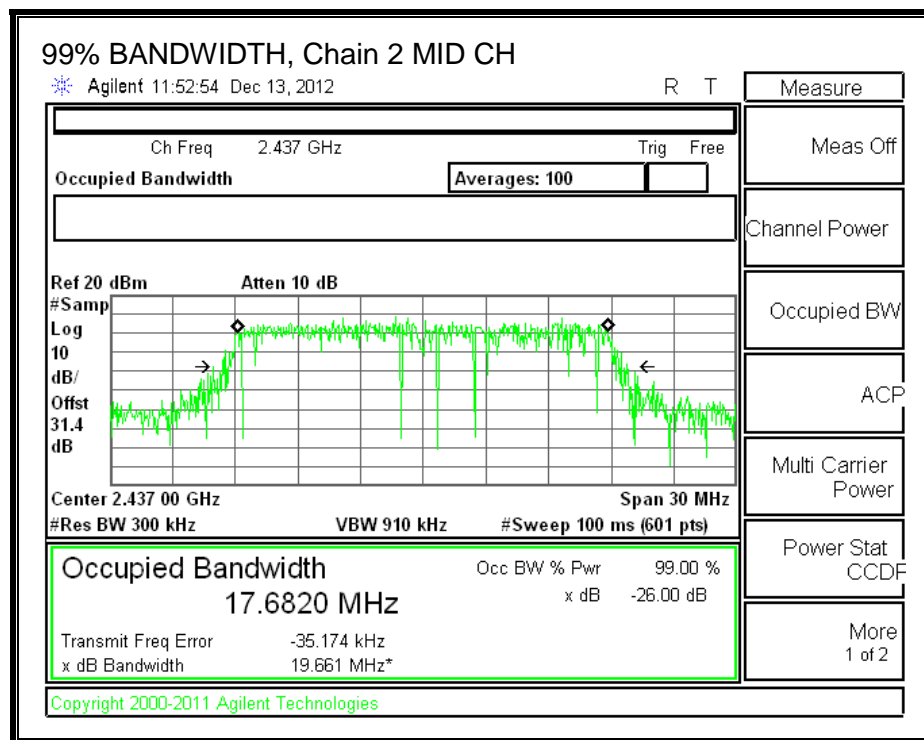 99% BANDWIDTH, Chain 2 MID CH
Agilent 11:52:54 Dec 13, 2012 R T
Measure
Ch Freq 2.437 GHz Trig Free
Occupied Bandwidth Averages: 100
Ref 20 dBm Atten 10 dB
#Samp
Log
10
dB/
Offst
31.4
dB
Center 2.437 00 GHz Span 30 MHz
#Res BW 300 kHz VBW 910 kHz #Sweep 100 ms (601 pts)
Occupied Bandwidth Occ BW % Pwr 99.00 %
17.6820 MHz x dB -26.00 dB
Transmit Freq Error -35.174 kHz
x dB Bandwidth 19.661 MHz*
Copyright 2000-2011 Agilent Technologies
Meas Off
Channel Power
Occupied BW
ACP
Multi Carrier
Power
Power Stat
CCDF
More
1 of 2